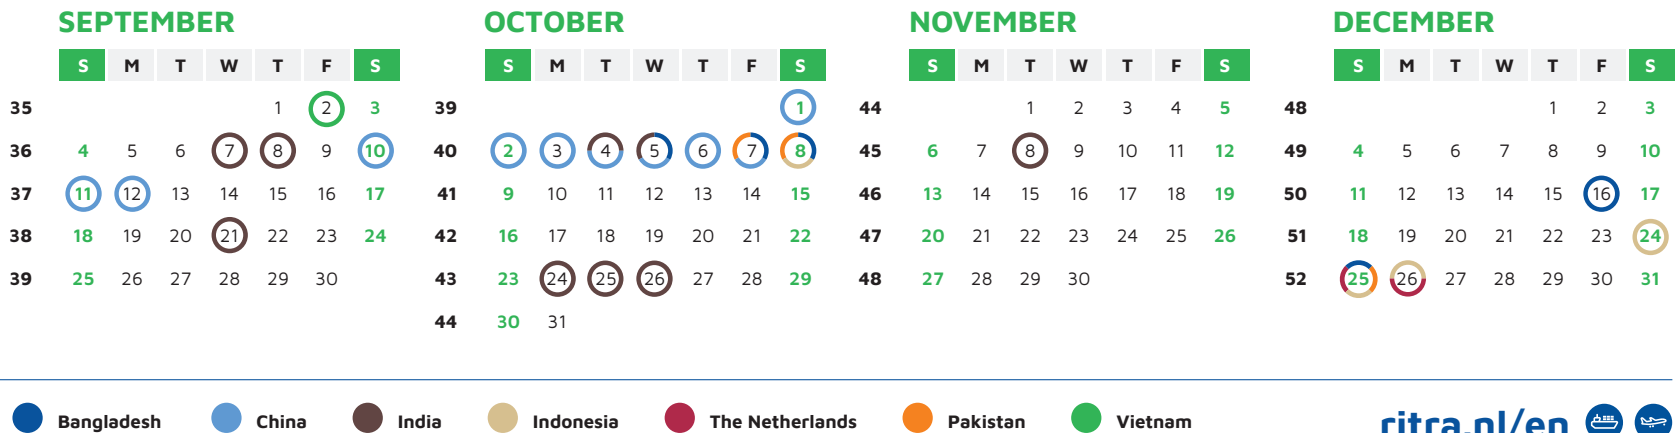 SEPTEMBER OCTOBER NOVEMBER DECEMBER
S M T W T F S S M T W T F S S M T W T F S S M T W T F S
35 1 2 3 39 1 44 1 2 3 4 5 48 1 2 3
36 4 5 6 7 8 9 10 40 2 3 4 5 6 7 8 45 6 7 8 9 10 11 12 49 4 5 6 7 8 9 10
37 11 12 13 14 15 16 17 41 9 10 11 12 13 14 15 46 13 14 15 16 17 18 19 50 11 12 13 14 15 16 17
38 18 19 20 21 22 23 24 42 16 17 18 19 20 21 22 47 20 21 22 23 24 25 26 51 18 19 20 21 22 23 24
39 25 26 27 28 29 30 43 23 24 25 26 27 28 29 48 27 28 29 30 52 25 26 27 28 29 30 31
44 30 31
Bangladesh China India Indonesia The Netherlands Pakistan Vietnam ritra.nl/en